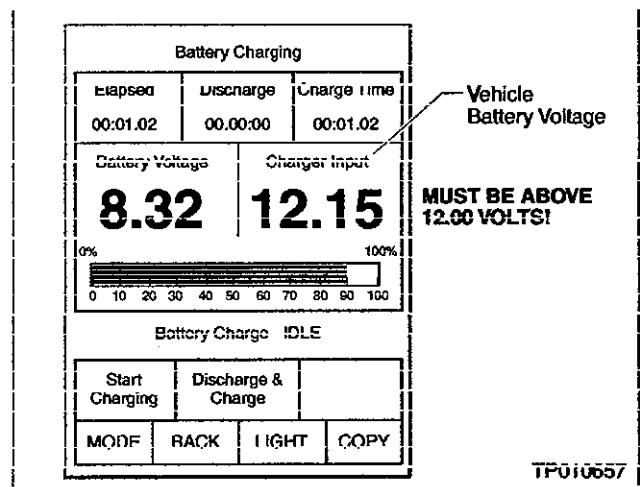 Battery Charging
Elapsed Discharge Charge Time
00:01.02 00.00:00 00:01.02
Vehicle
Battery Voltage
Battery Voltage Charger Input
8.32 12.15
MUST BE ABOVE
12.00 VOLTS!
0% 100%
0 10 20 30 40 50 60 70 80 90 100
Battery Charge IDLE
Start
Charging
Discharge &
Charge
MODE BACK LIGHT COPY
TP010657